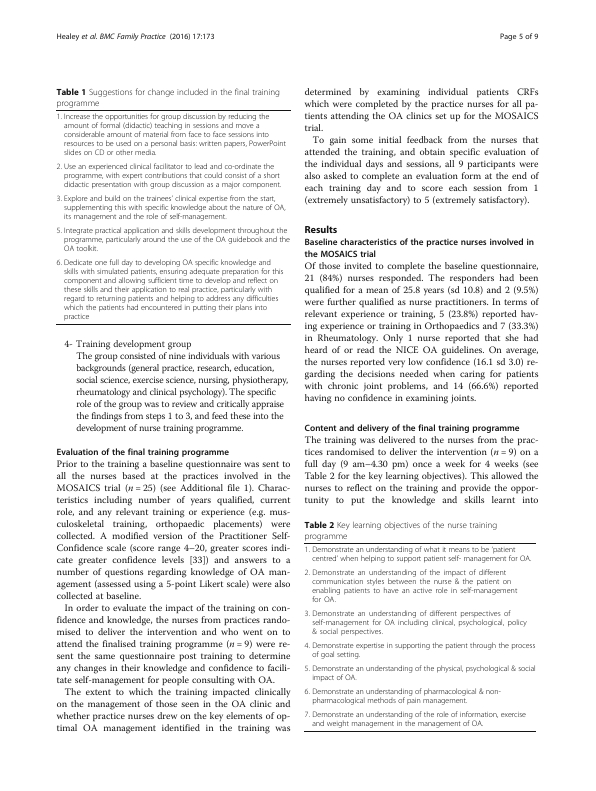 Healey et al. BMC Family Practice (2016) 17:173
Page 5 of 9
Table 1 Suggestions for change included in the final training
programme
1. Increase the opportunities for group discussion by reducing the
amount of formal (didactic) teaching in sessions and move a
considerable amount of material from face to face sessions into
resources to be used on a personal basis: written papers, PowerPoint
slides on CD or other media.
2. Use an experienced clinical facilitator to lead and co-ordinate the
programme, with expert contributions that could consist of a short
didactic presentation with group discussion as a major component.
3. Explore and build on the trainees' clinical expertise from the start,
supplementing this with specific knowledge about the nature of OA,
its management and the role of self-management.
5. Integrate practical application and skills development throughout the
programme, particularly around the use of the OA guidebook and the
OA toolkit.
6. Dedicate one full day to developing OA specific knowledge and
skills with simulated patients, ensuring adequate preparation for this
component and allowing sufficient time to develop and reflect on
these skills and their application to real practice, particularly with
regard to returning patients and helping to address any difficulties
which the patients had encountered in putting their plans into
practice
4- Training development group
The group consisted of nine individuals with various
backgrounds (general practice, research, education,
social science, exercise science, nursing, physiotherapy,
rheumatology and clinical psychology). The specific
role of the group was to review and critically appraise
the findings from steps 1 to 3, and feed these into the
development of nurse training programme.
Evaluation of the final training programme
Prior to the training a baseline questionnaire was sent to
all the nurses based at the practices involved in the
MOSAICS trial (n = 25) (see Additional file 1). Charac-
teristics including number of years qualified, current
role, and any relevant training or experience (e.g. mus-
culoskeletal training, orthopaedic placements) were
collected. A modified version of the Practitioner Self-
Confidence scale (score range 4–20, greater scores indi-
cate greater confidence levels [33]) and answers to a
number of questions regarding knowledge of OA man-
agement (assessed using a 5-point Likert scale) were also
collected at baseline.
In order to evaluate the impact of the training on con-
fidence and knowledge, the nurses from practices rando-
mised to deliver the intervention and who went on to
attend the finalised training programme (n = 9) were re-
sent the same questionnaire post training to determine
any changes in their knowledge and confidence to facili-
tate self-management for people consulting with OA.
The extent to which the training impacted clinically
on the management of those seen in the OA clinic and
whether practice nurses drew on the key elements of op-
timal OA management identified in the training was
determined by examining individual patients CRFs
which were completed by the practice nurses for all pa-
tients attending the OA clinics set up for the MOSAICS
trial.
To gain some initial feedback from the nurses that
attended the training, and obtain specific evaluation of
the individual days and sessions, all 9 participants were
also asked to complete an evaluation form at the end of
each training day and to score each session from 1
(extremely unsatisfactory) to 5 (extremely satisfactory).
Results
Baseline characteristics of the practice nurses involved in
the MOSAICS trial
Of those invited to complete the baseline questionnaire,
21 (84%) nurses responded. The responders had been
qualified for a mean of 25.8 years (sd 10.8) and 2 (9.5%)
were further qualified as nurse practitioners. In terms of
relevant experience or training, 5 (23.8%) reported hav-
ing experience or training in Orthopaedics and 7 (33.3%)
in Rheumatology. Only 1 nurse reported that she had
heard of or read the NICE OA guidelines. On average,
the nurses reported very low confidence (16.1 sd 3.0) re-
garding the decisions needed when caring for patients
with chronic joint problems, and 14 (66.6%) reported
having no confidence in examining joints.
Content and delivery of the final training programme
The training was delivered to the nurses from the prac-
tices randomised to deliver the intervention (n = 9) on a
full day (9 am–4.30 pm) once a week for 4 weeks (see
Table 2 for the key learning objectives). This allowed the
nurses to reflect on the training and provide the oppor-
tunity to put the knowledge and skills learnt into
Table 2 Key learning objectives of the nurse training
programme
1. Demonstrate an understanding of what it means to be 'patient
centred' when helping to support patient self- management for OA.
2. Demonstrate an understanding of the impact of different
communication styles between the nurse & the patient on
enabling patients to have an active role in self-management
for OA.
3. Demonstrate an understanding of different perspectives of
self-management for OA including clinical, psychological, policy
& social perspectives.
4. Demonstrate expertise in supporting the patient through the process
of goal setting.
5. Demonstrate an understanding of the physical, psychological & social
impact of OA.
6. Demonstrate an understanding of pharmacological & non-
pharmacological methods of pain management.
7. Demonstrate an understanding of the role of information, exercise
and weight management in the management of OA.